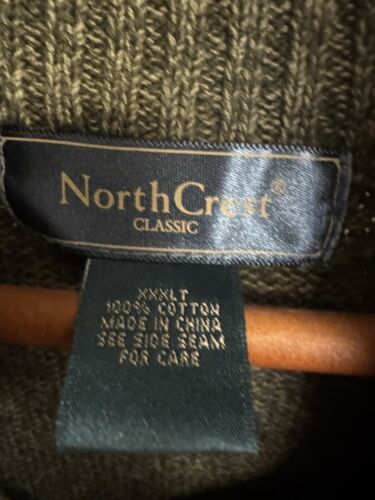 NorthCrest®
CLASSIC
XXXLT
100% COTTON
MADE IN CHINA
SEE SIDE SEAM
FOR CARE